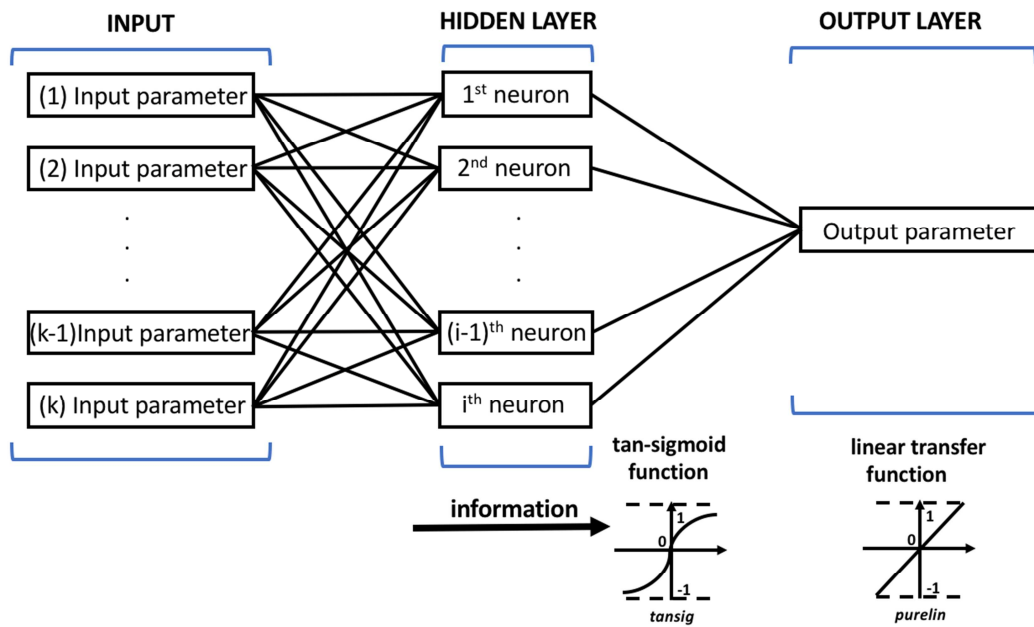 INPUT
HIDDEN LAYER
OUTPUT LAYER
(1) Input parameter
(2) Input parameter
.
.
.
(k-1)Input parameter
(k) Input parameter
1st neuron
2nd neuron
.
.
.
(i-1)th neuron
ith neuron
Output parameter
information
tan-sigmoid
function
1
0
-1
tansig
linear transfer
function
1
0
-1
purelin